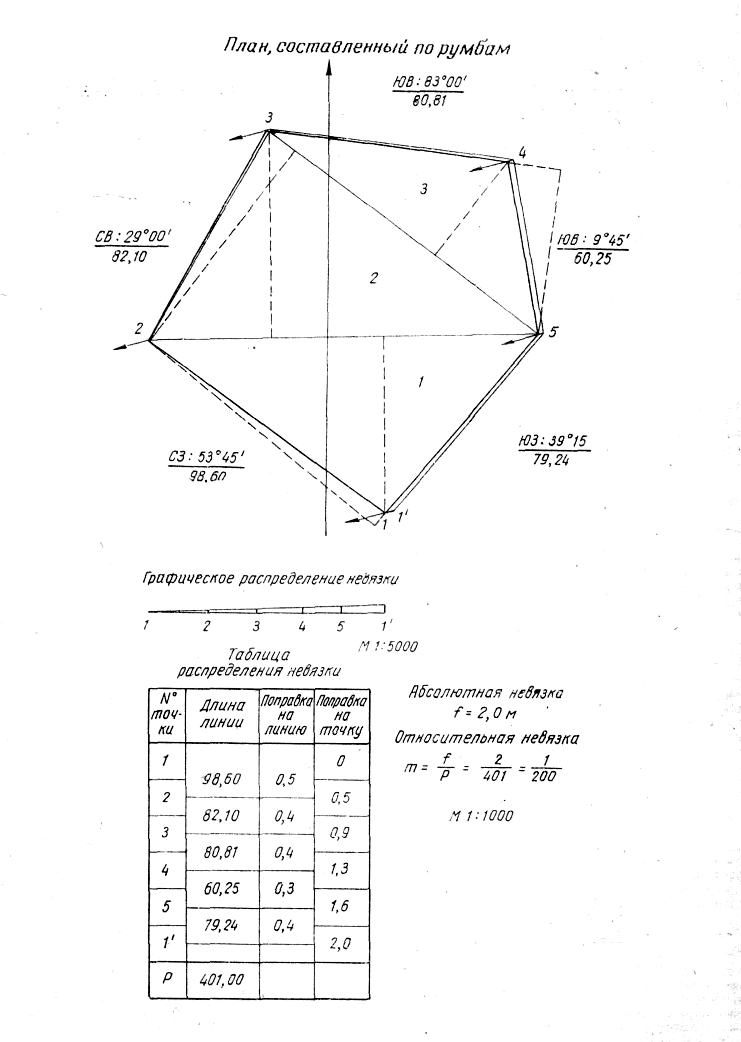 План, составленный по румбам
ЮВ: 83°00'
80,81
3
4
3
СВ: 29°00'
82,10
ЮВ: 9°45'
60,25
2
2
5
1
СЗ: 53°45'
98,60
ЮЗ: 39°15
79,24
1 1'
Графическое распределение невязки
1 2 3 4 5 1'
М 1:5000
Таблица
распределения невязки
N° точ- ки
Длина линии
Поправка на линию
Поправка на точку
1 0
98,60 0,5
2 0,5
82,10 0,4
3 0,9
80,81 0,4
4 1,3
60,25 0,3
5 1,6
79,24 0,4
1' 2,0
Р 401,00
Абсолютная невязка
f = 2,0 м
Относительная невязка
m = f/P = 2/401 = 1/200
М 1:1000